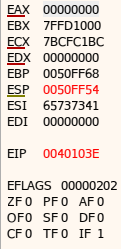 EAX 00000000
EBX 7FFD1000
ECX 7BCFC1BC
EDX 00000000
EBP 0050FF68
ESP 0050FF54
ESI 65737341
EDI 00000000
EIP 0040103E
EFLAGS 00000202
ZF 0 PF 0 AF 0
OF 0 SF 0 DF 0
CF 0 TF 0 IF 1